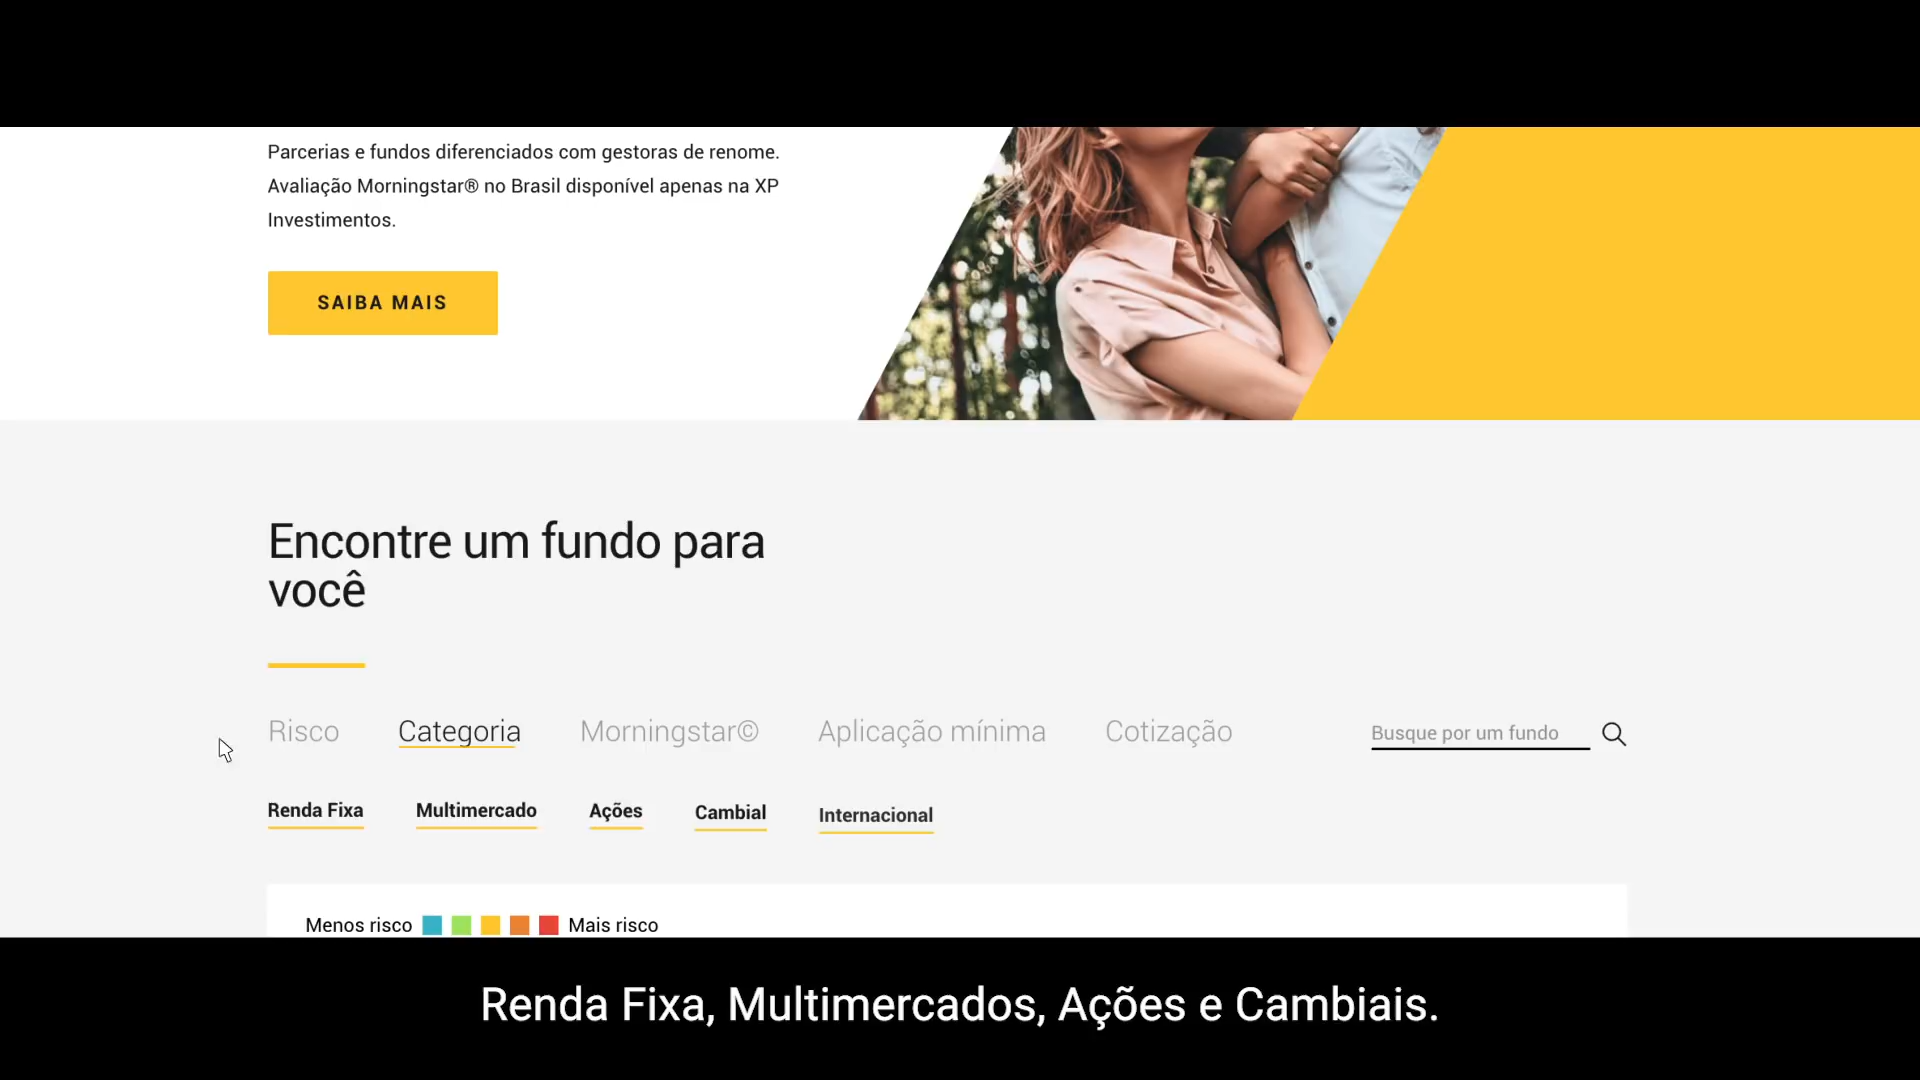 Parcerias e fundos diferenciados com gestoras de renome.
Avaliação Morningstar® no Brasil disponível apenas na XP
Investimentos.
SAIBA MAIS
Encontre um fundo para
você
Risco Categoria Morningstar© Aplicação mínima Cotização Busque por um fundo
Renda Fixa Multimercado Ações Cambial Internacional
Menos risco Mais risco
Renda Fixa, Multimercados, Ações e Cambiais.